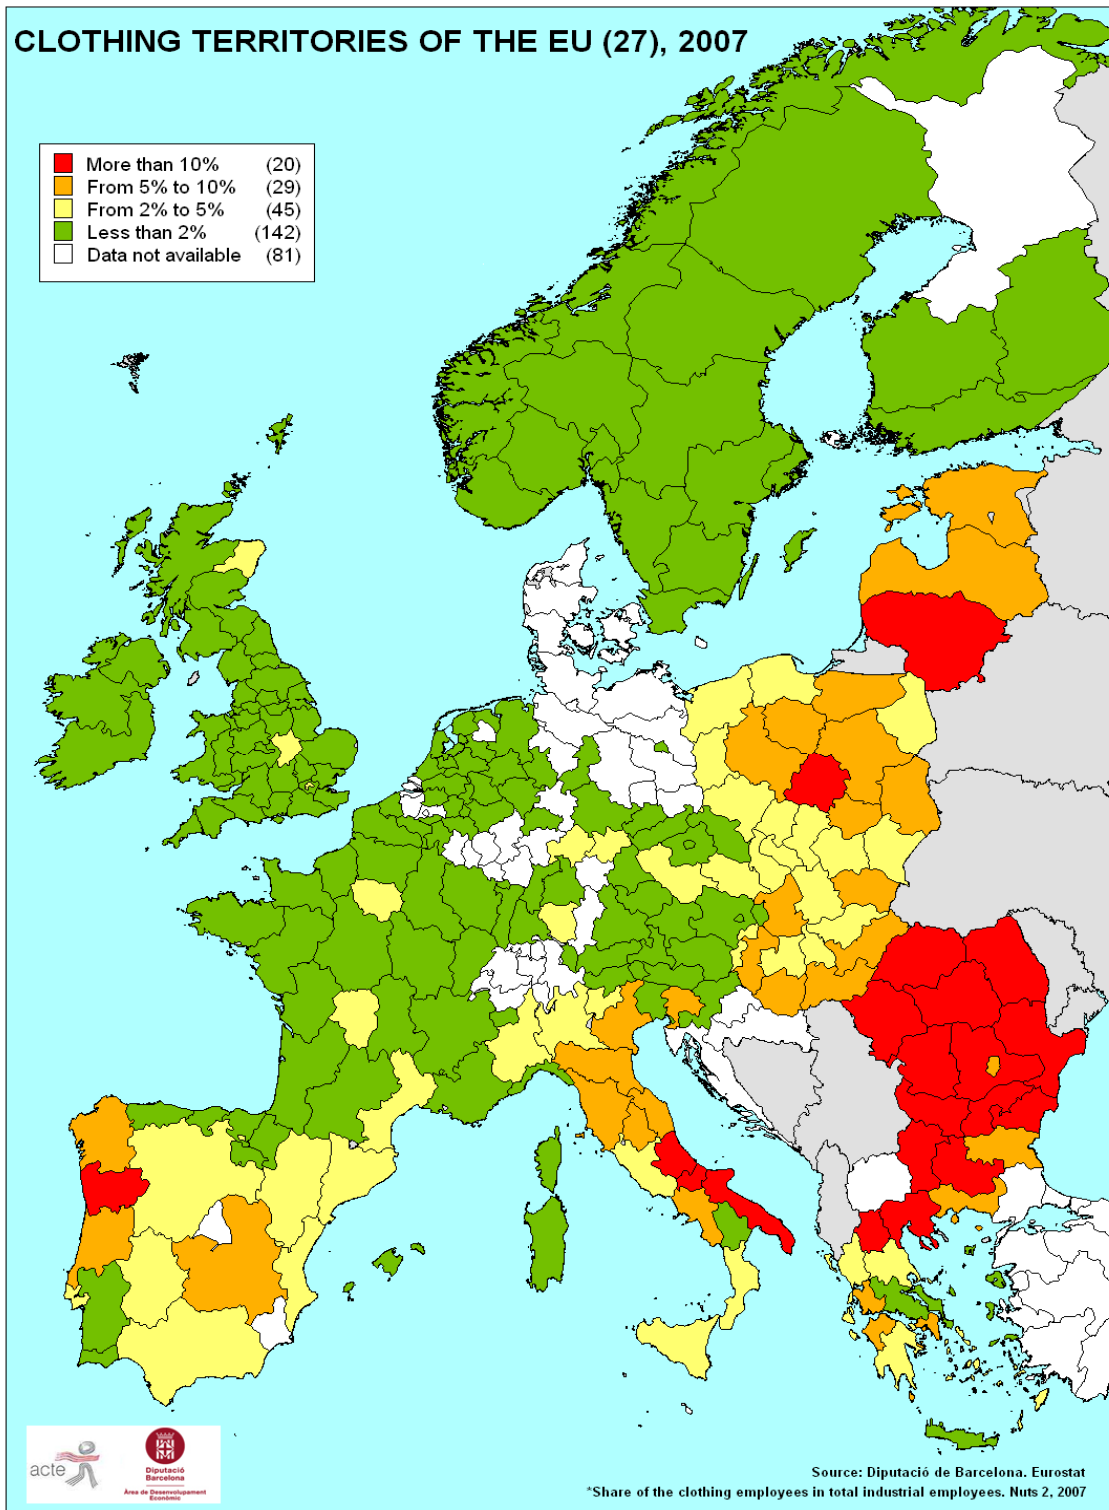 CLOTHING TERRITORIES OF THE EU (27), 2007
More than 10% (20)
From 5% to 10% (29)
From 2% to 5% (45)
Less than 2% (142)
Data not available (81)
acte
Diputació
Barcelona
Àrea de Desenvolupament
Econòmic
Source: Diputació de Barcelona. Eurostat
*Share of the clothing employees in total industrial employees. Nuts 2, 2007